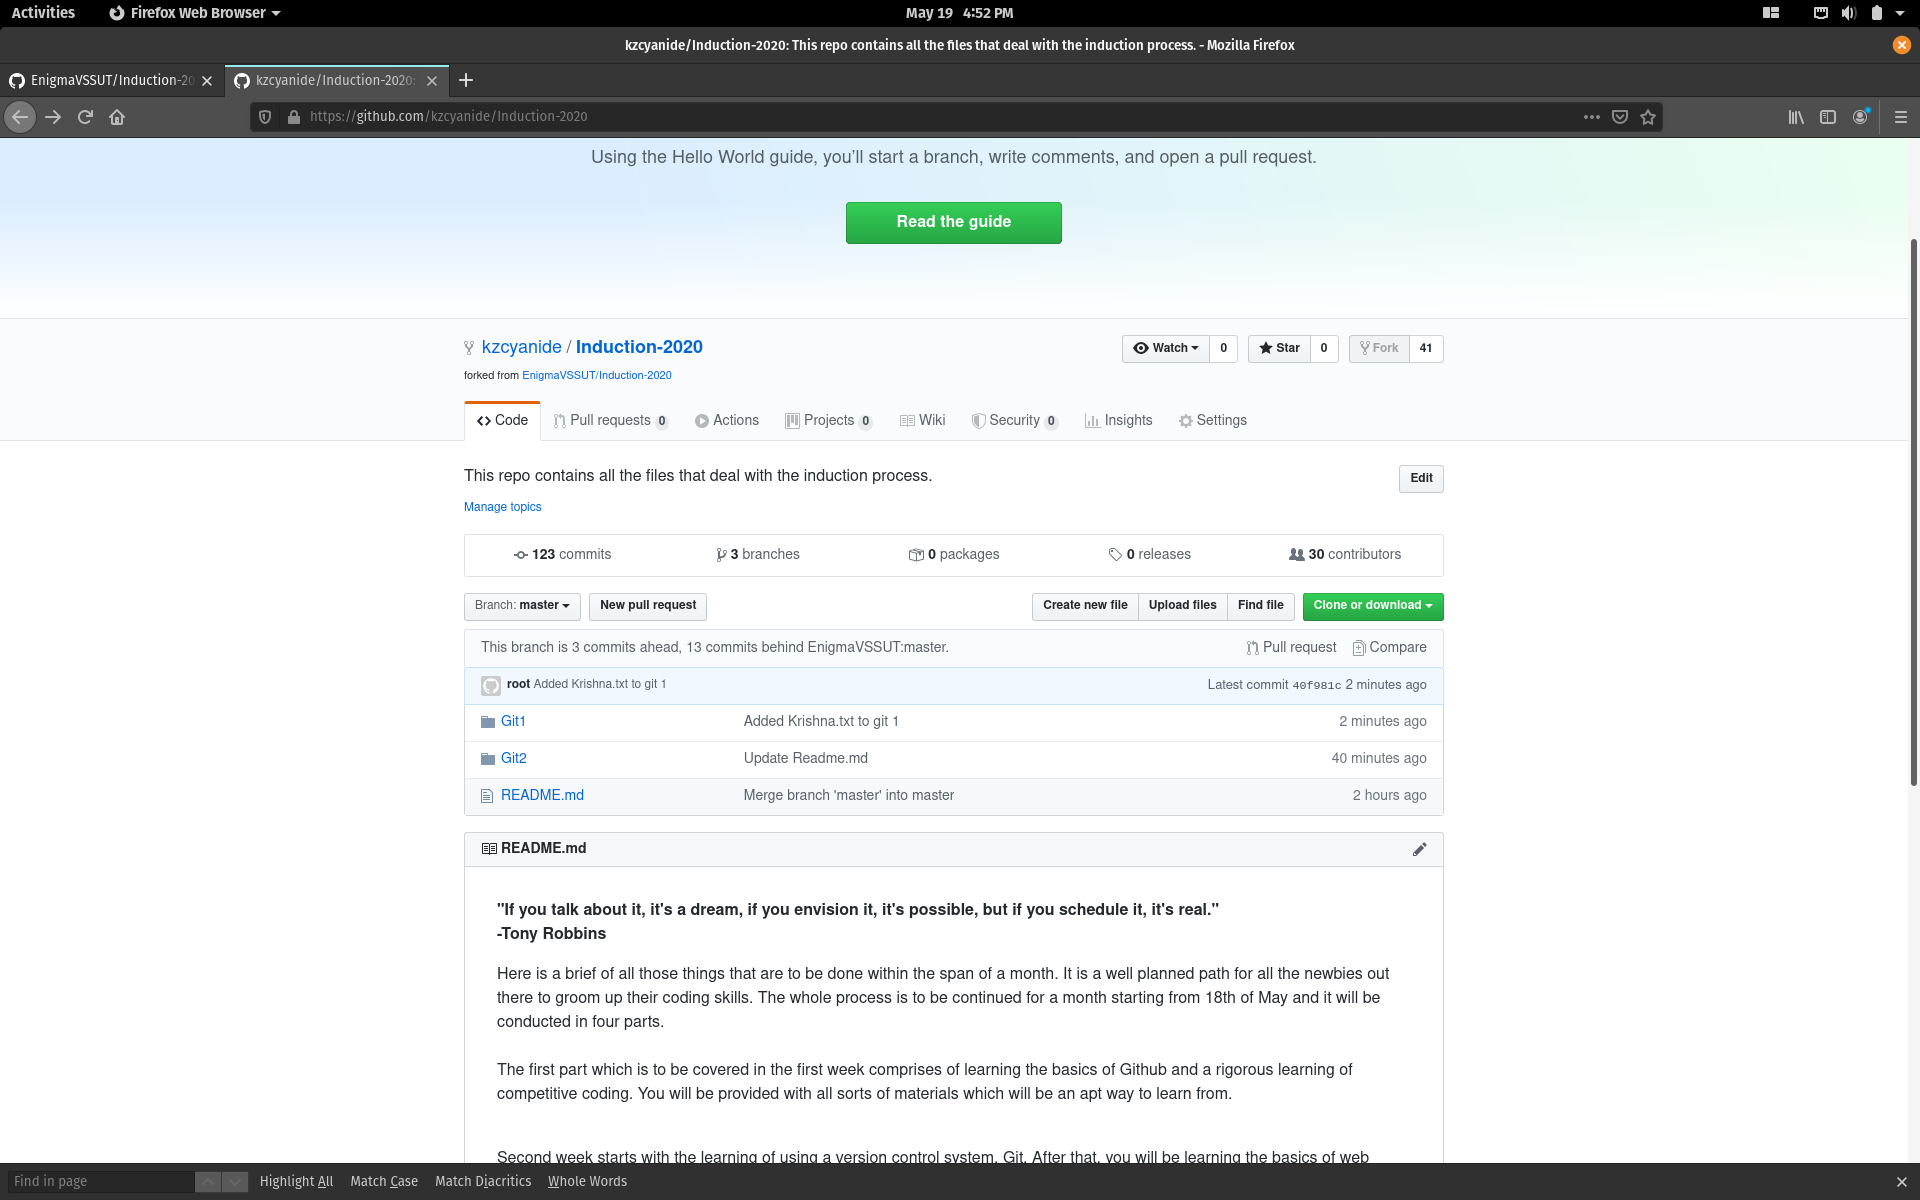 Activities Firefox Web Browser May 19 4:52 PM
kzcyanide/Induction-2020: This repo contains all the files that deal with the induction process. - Mozilla Firefox
EnigmaVSSUT/Induction-20 kzcyanide/Induction-2020:
https://github.com/kzcyanide/Induction-2020
Using the Hello World guide, you’ll start a branch, write comments, and open a pull request.
Read the guide
kzcyanide / Induction-2020 Watch 0 Star 0 Fork 41
forked from EnigmaVSSUT/Induction-2020
Code Pull requests 0 Actions Projects 0 Wiki Security 0 Insights Settings
This repo contains all the files that deal with the induction process. Edit
Manage topics
123 commits 3 branches 0 packages 0 releases 30 contributors
Branch: master New pull request Create new file Upload files Find file Clone or download
This branch is 3 commits ahead, 13 commits behind EnigmaVSSUT:master. Pull request Compare
root Added Krishna.txt to git 1 Latest commit 40f981c 2 minutes ago
Git1 Added Krishna.txt to git 1 2 minutes ago
Git2 Update Readme.md 40 minutes ago
README.md Merge branch 'master' into master 2 hours ago
README.md
"If you talk about it, it's a dream, if you envision it, it's possible, but if you schedule it, it's real."
-Tony Robbins
Here is a brief of all those things that are to be done within the span of a month. It is a well planned path for all the newbies out
there to groom up their coding skills. The whole process is to be continued for a month starting from 18th of May and it will be
conducted in four parts.
The first part which is to be covered in the first week comprises of learning the basics of Github and a rigorous learning of
competitive coding. You will be provided with all sorts of materials which will be an apt way to learn from.
Second week starts with the learning of using a version control system, Git. After that, you will be learning the basics of web
Find in page Highlight All Match Case Match Diacritics Whole Words